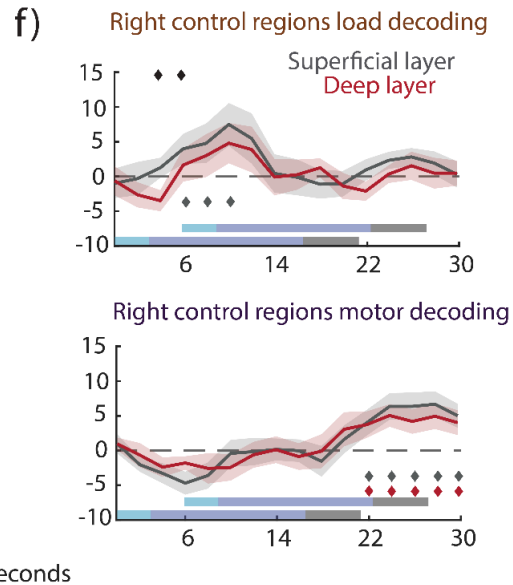 f)
Right control regions load decoding
Superficial layer
Deep layer
15
10
5
0
-5
-10
6 14 22 30
Right control regions motor decoding
15
10
5
0
-5
-10
6 14 22 30
econds